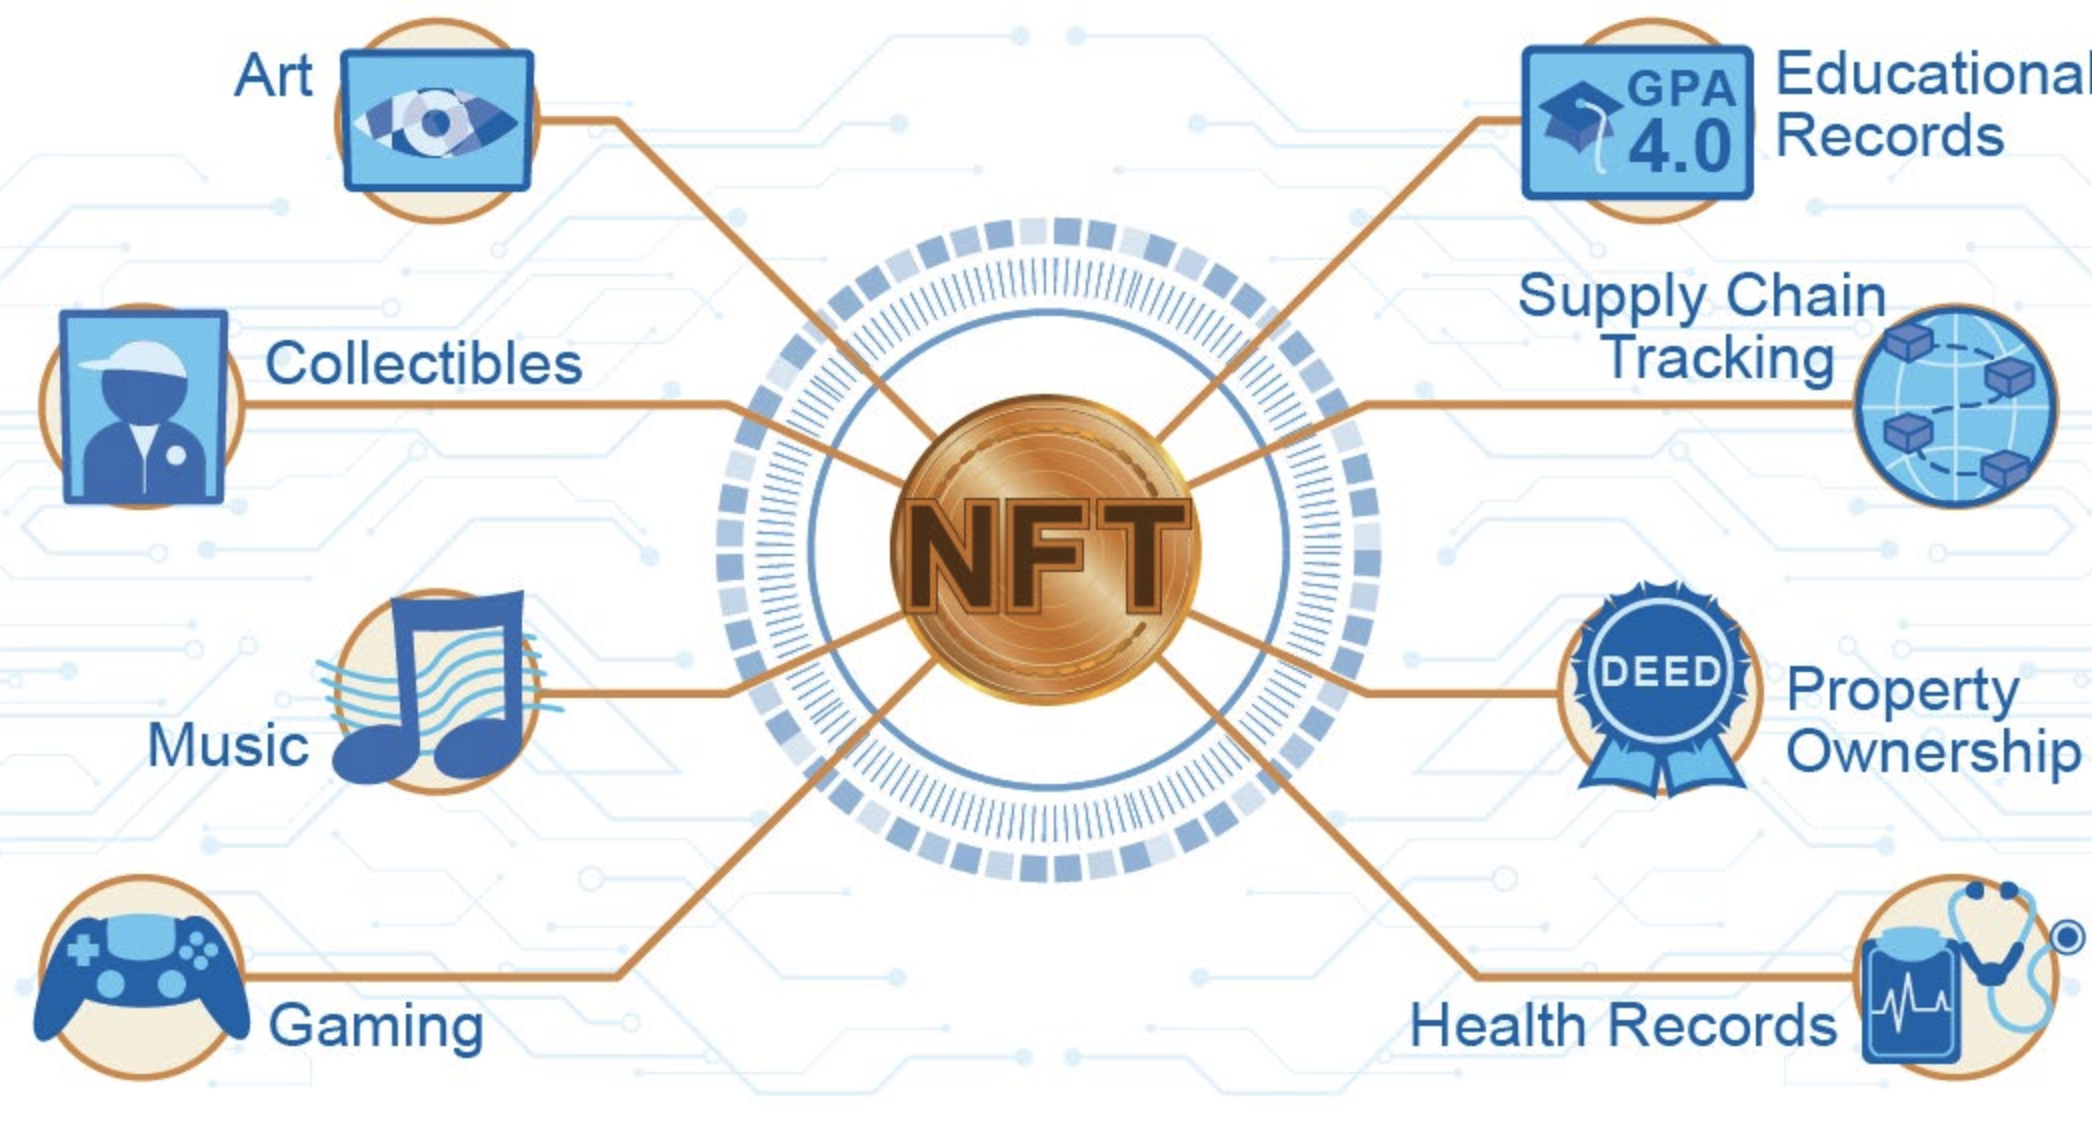 Art
GPA
4.0
Educational
Records
Supply Chain
Tracking
Collectibles
NFT
DEED
Property
Ownership
Music
Gaming
Health Records